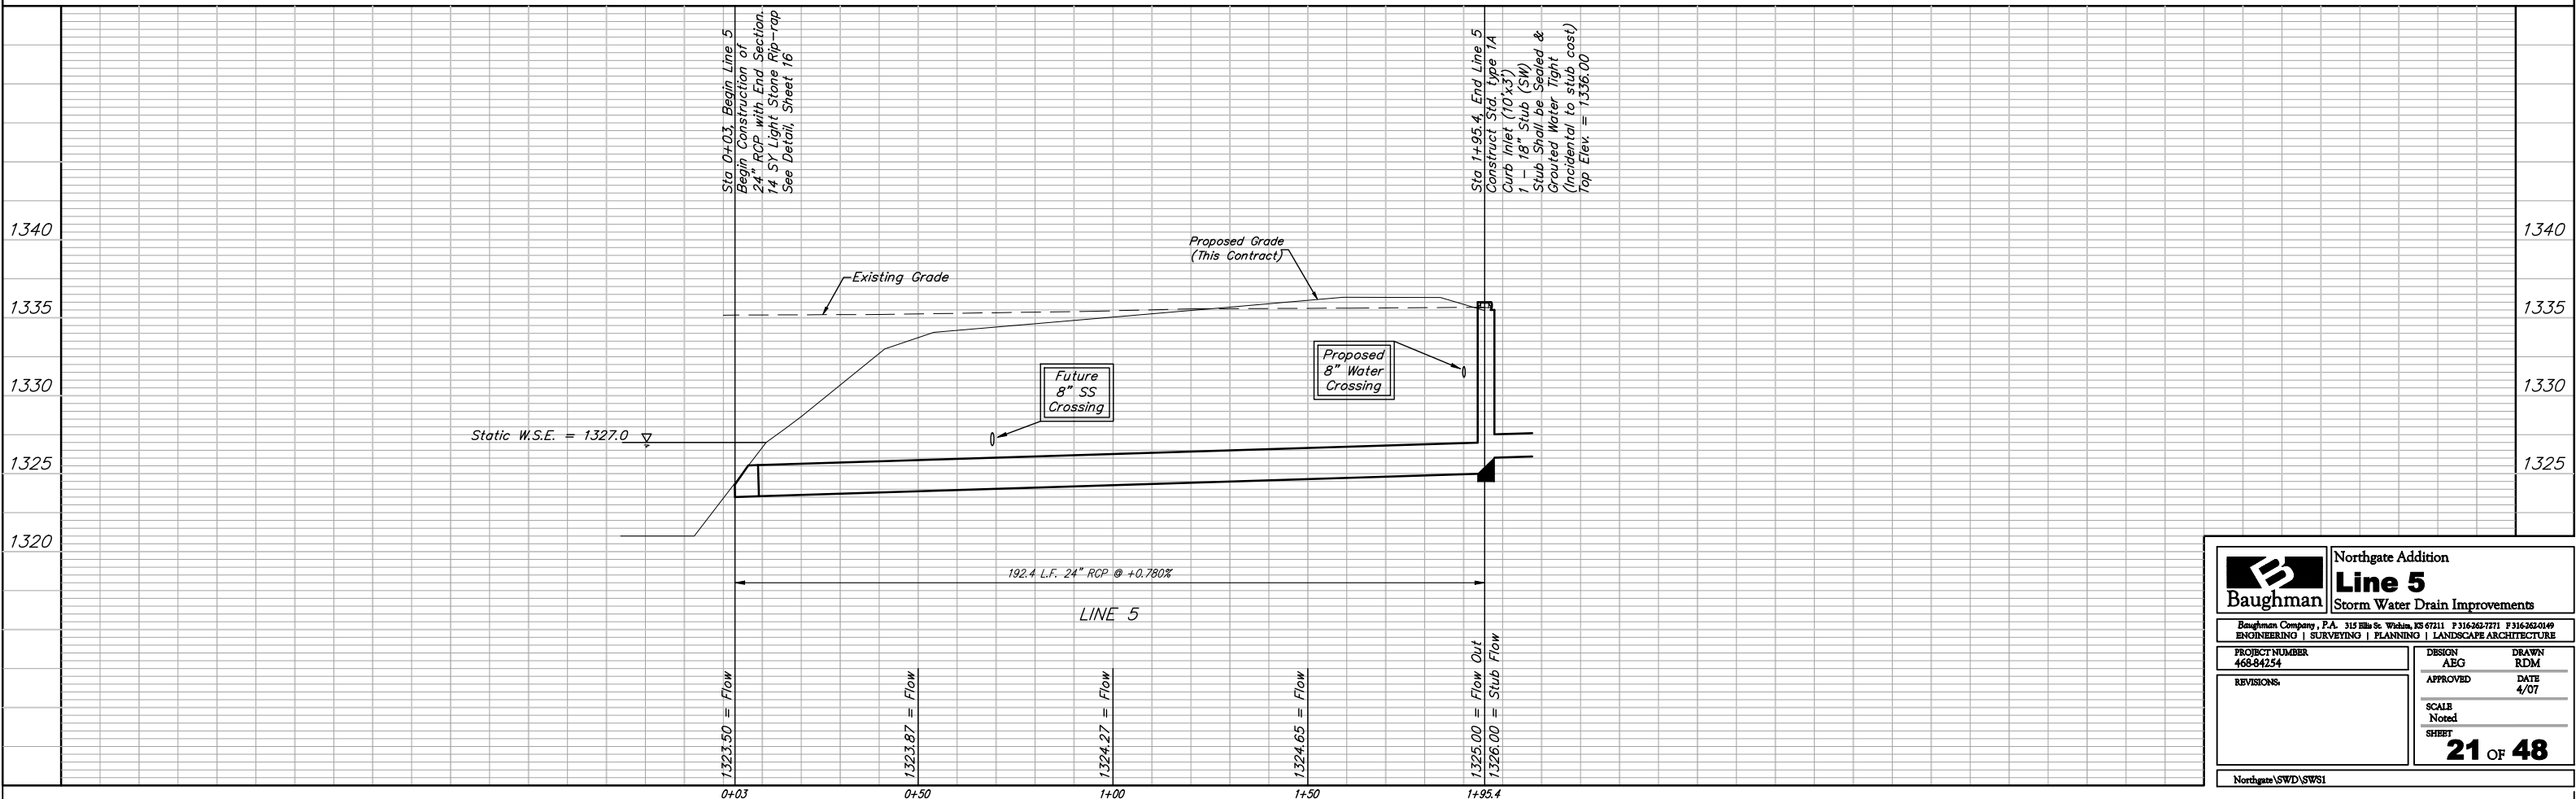 Sta 0+03, Begin Line 5
Begin Construction of
24" RCP with End Section.
14 SY Light Stone Rip-rap
See Detail, Sheet 16
Sta 1+95.4, End Line 5
Construct Std. type 1A
Curb Inlet (10'x3')
1 - 18" Stub (SW)
Stub Shall be Sealed &
Grouted Water Tight
(Incidental to stub cost)
Top Elev. = 1336.00
1340
1340
Proposed Grade
(This Contract)
Existing Grade
1335
1335
Proposed
8" Water
Crossing
Future
8" SS
Crossing
1330
1330
Static W.S.E. = 1327.0
1325
1325
1320
192.4 L.F. 24" RCP @ +0.780%
LINE 5
1323.50 = Flow
1323.87 = Flow
1324.27 = Flow
1324.65 = Flow
1325.00 = Flow Out
1326.00 = Stub Flow
0+03
0+50
1+00
1+50
1+95.4
B
Baughman
Northgate Addition
Line 5
Storm Water Drain Improvements
Baughman Company, P.A. 315 Ellis St. Wichita, KS 67211 P 316-262-7271 F 316-262-0149
ENGINEERING | SURVEYING | PLANNING | LANDSCAPE ARCHITECTURE
PROJECT NUMBER
468-84254
REVISIONS:
DESIGN
AEG
DRAWN
RDM
APPROVED
DATE
4/07
SCALE
Noted
SHEET
21 OF 48
Northgate\SWD\SWS1